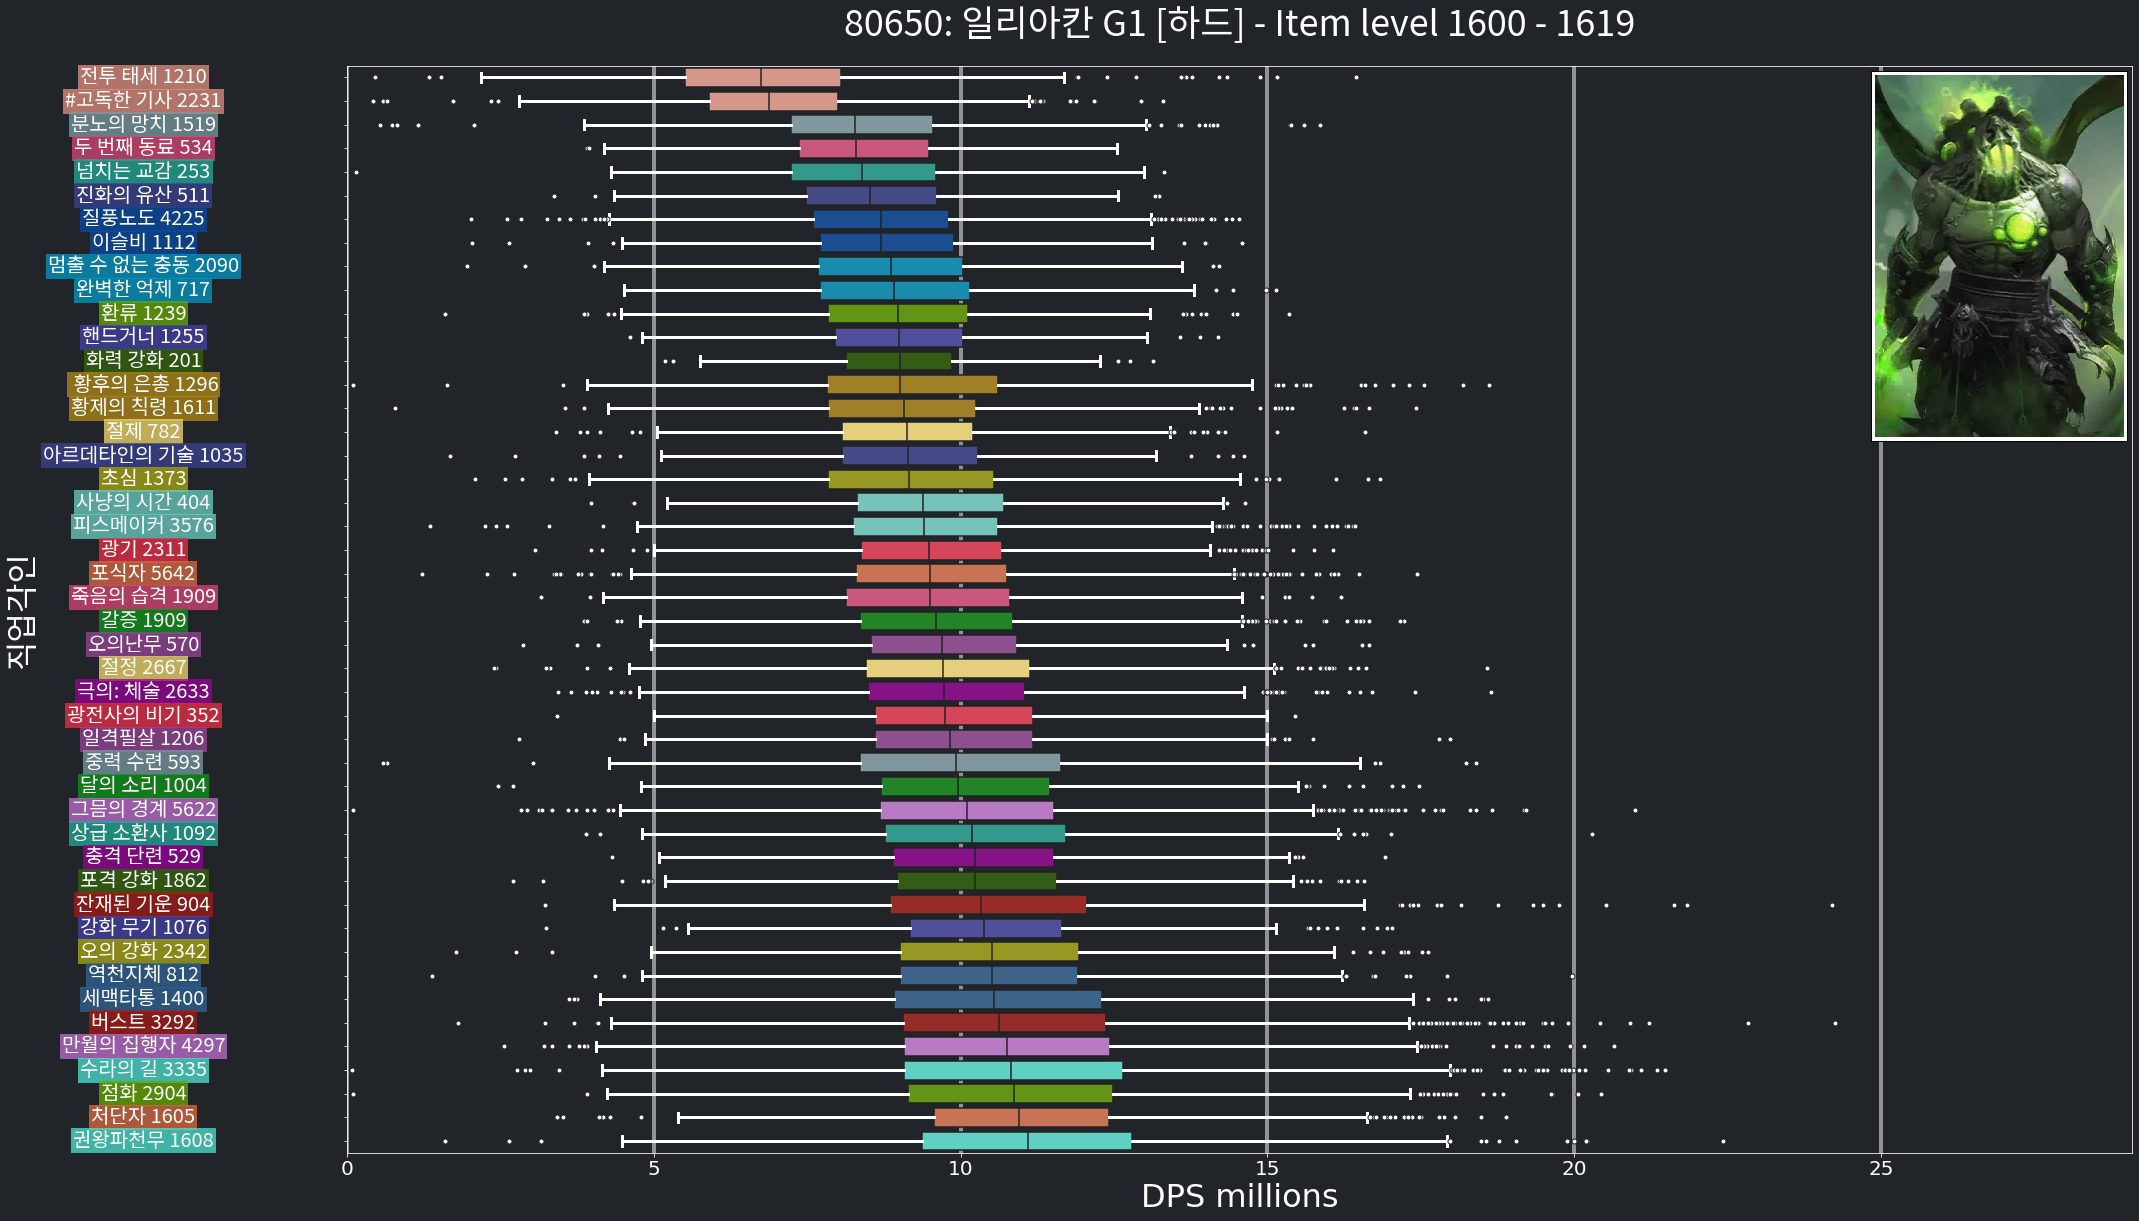 80650: 일리아칸 G1 [하드] - Item level 1600 - 1619
전투 태세 1210
#고독한 기사 2231
분노의 망치 1519
두 번째 동료 534
넘치는 교감 253
진화의 유산 511
질풍노도 4225
이슬비 1112
멈출 수 없는 충동 2090
완벽한 억제 717
환류 1239
핸드거너 1255
화력 강화 201
황후의 은총 1296
황제의 칙령 1611
절제 782
아르데타인의 기술 1035
초심 1373
사냥의 시간 404
피스메이커 3576
광기 2311
포식자 5642
죽음의 습격 1909
갈증 1909
오의난무 570
절정 2667
극의: 체술 2633
광전사의 비기 352
일격필살 1206
중력 수련 593
달의 소리 1004
그믐의 경계 5622
상급 소환사 1092
충격 단련 529
포격 강화 1862
잔재된 기운 904
강화 무기 1076
오의 강화 2342
역천지체 812
세맥타통 1400
버스트 3292
만월의 집행자 4297
수라의 길 3335
점화 2904
처단자 1605
권왕파천무 1608
직업각인
0 5 10 15 20 25
DPS millions